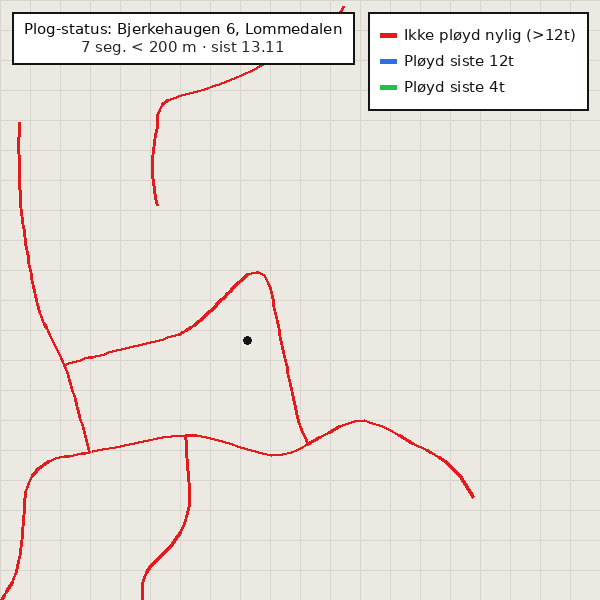 Plog-status: Bjerkehaugen 6, Lommedalen
7 seg. < 200 m · sist 13.11
Ikke pløyd nylig (>12t)
Pløyd siste 12t
Pløyd siste 4t